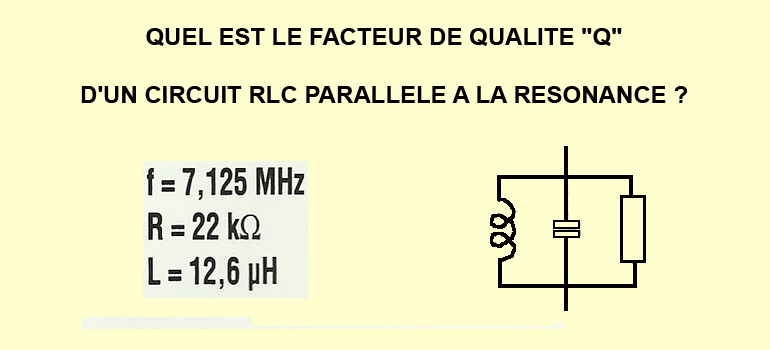 QUEL EST LE FACTEUR DE QUALITE "Q"
D'UN CIRCUIT RLC PARALLELE A LA RESONANCE ?
f = 7,125 MHz
R = 22 kΩ
L = 12,6 µH